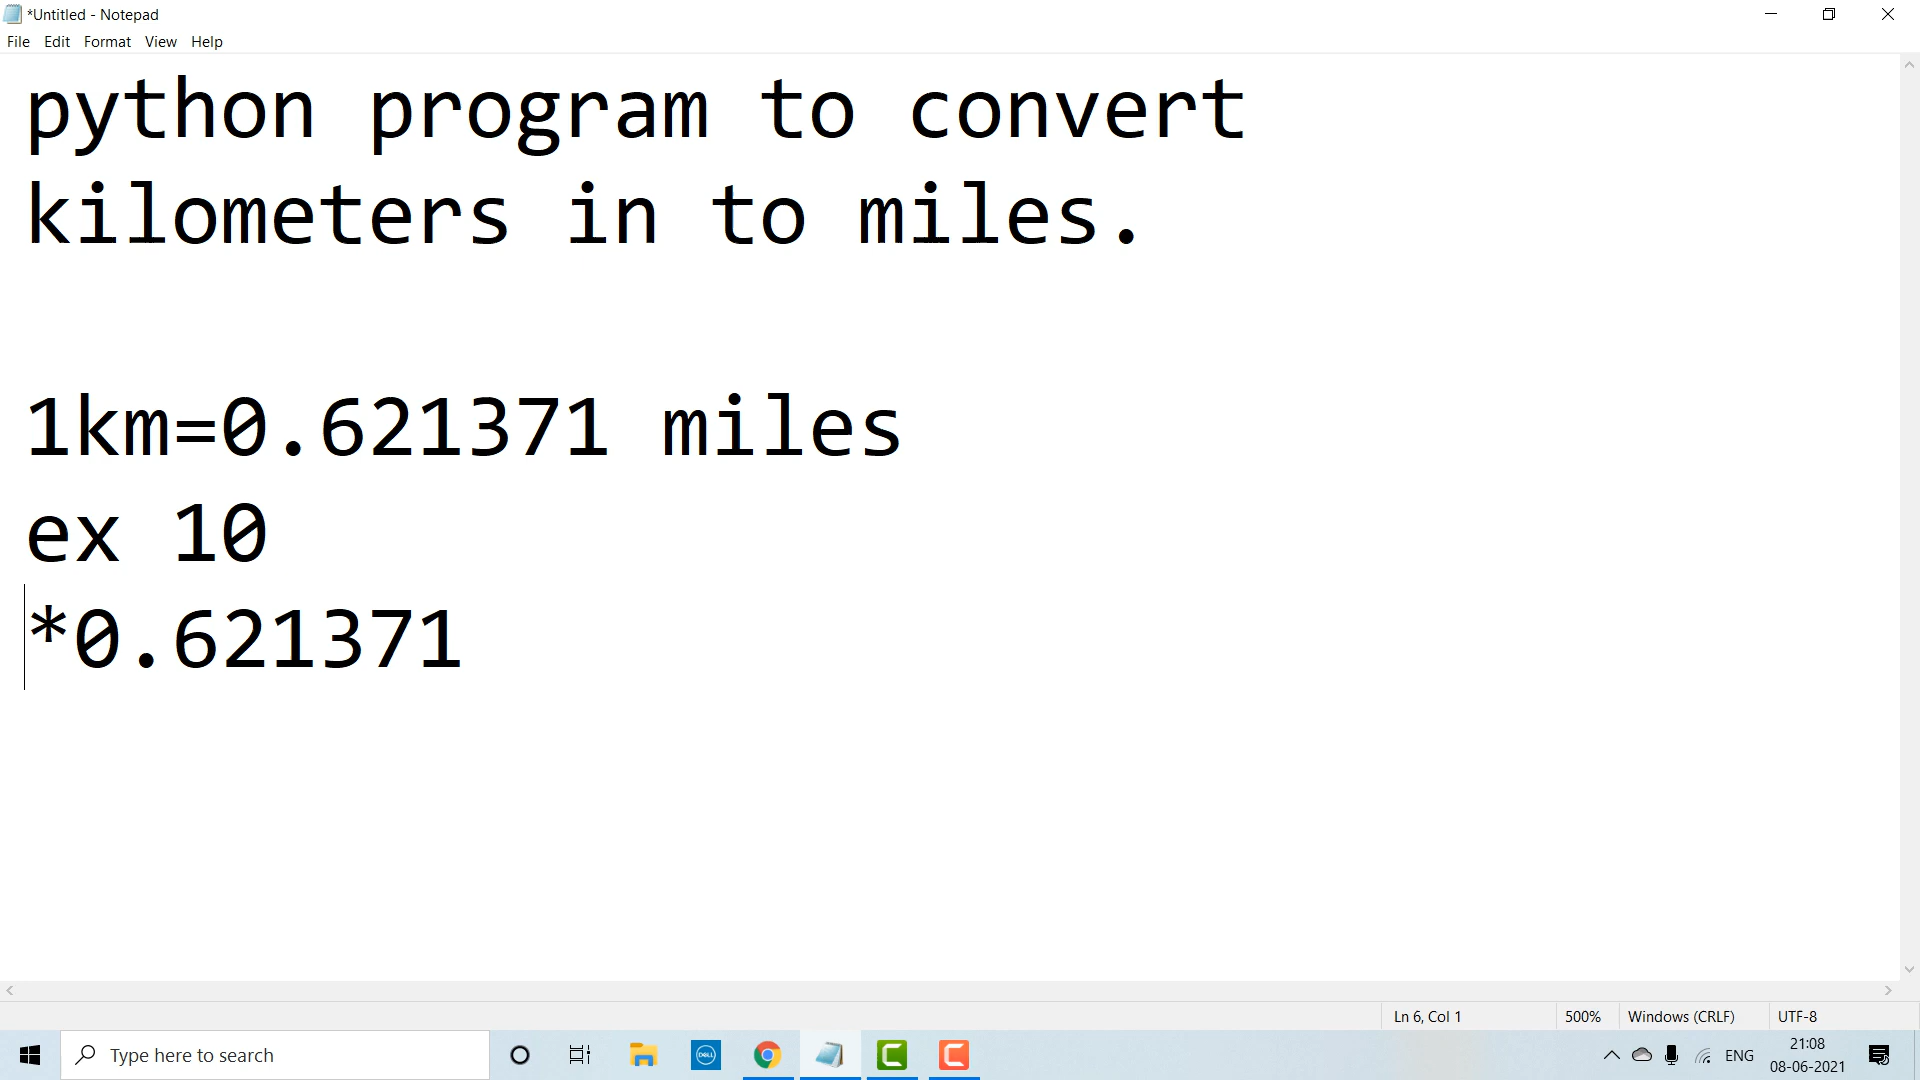 *Untitled - Notepad
File Edit Format View Help
python program to convert
kilometers in to miles.
1km=0.621371 miles
ex 10
*0.621371
Ln 6, Col 1 500% Windows (CRLF) UTF-8
Type here to search
DELL
ENG
21:08
08-06-2021